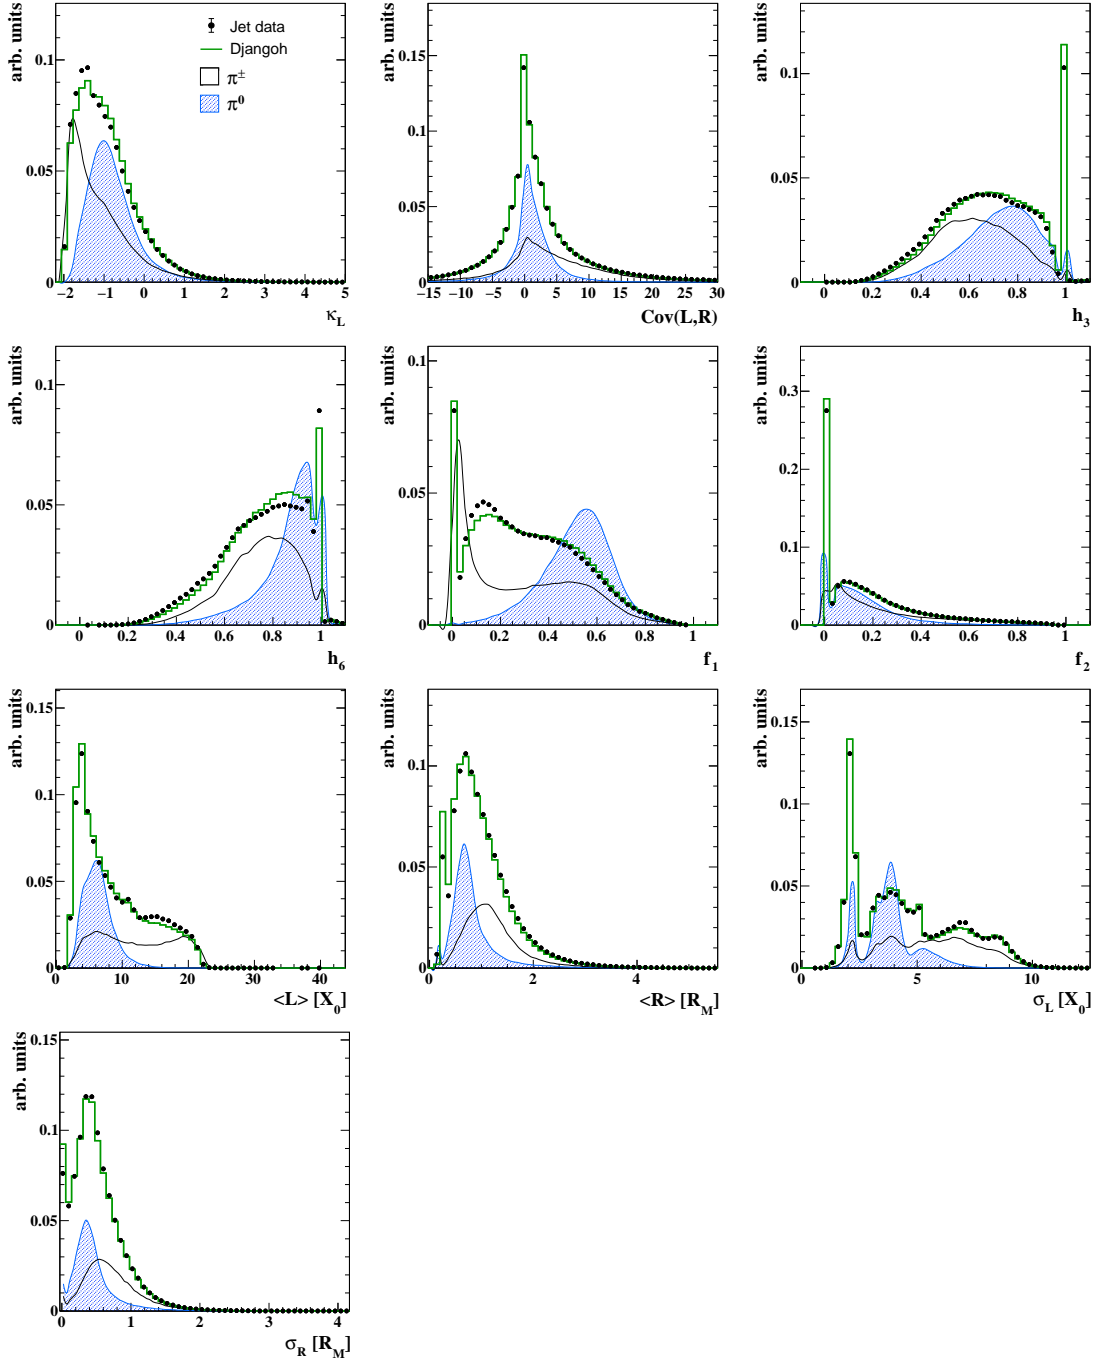 arb. units
0.1
0.05
0
−2 −1 0 1 2 3 4 5
κ_L
Jet data
Djangoh
π±
π⁰
arb. units
0.15
0.1
0.05
0
−15 −10 −5 0 5 10 15 20 25 30
Cov(L,R)
arb. units
0.1
0.05
0
0 0.2 0.4 0.6 0.8 1
h₃
arb. units
0.1
0.05
0
0 0.2 0.4 0.6 0.8 1
h₆
arb. units
0.1
0.05
0
0 0.2 0.4 0.6 0.8 1
f₁
arb. units
0.3
0.2
0.1
0
0 0.2 0.4 0.6 0.8 1
f₂
arb. units
0.15
0.1
0.05
0
0 10 20 30 40
<L> [X₀]
arb. units
0.1
0.05
0
0 2 4
<R> [R_M]
arb. units
0.15
0.1
0.05
0
0 5 10
σ_L [X₀]
arb. units
0.15
0.1
0.05
0
0 1 2 3 4
σ_R [R_M]